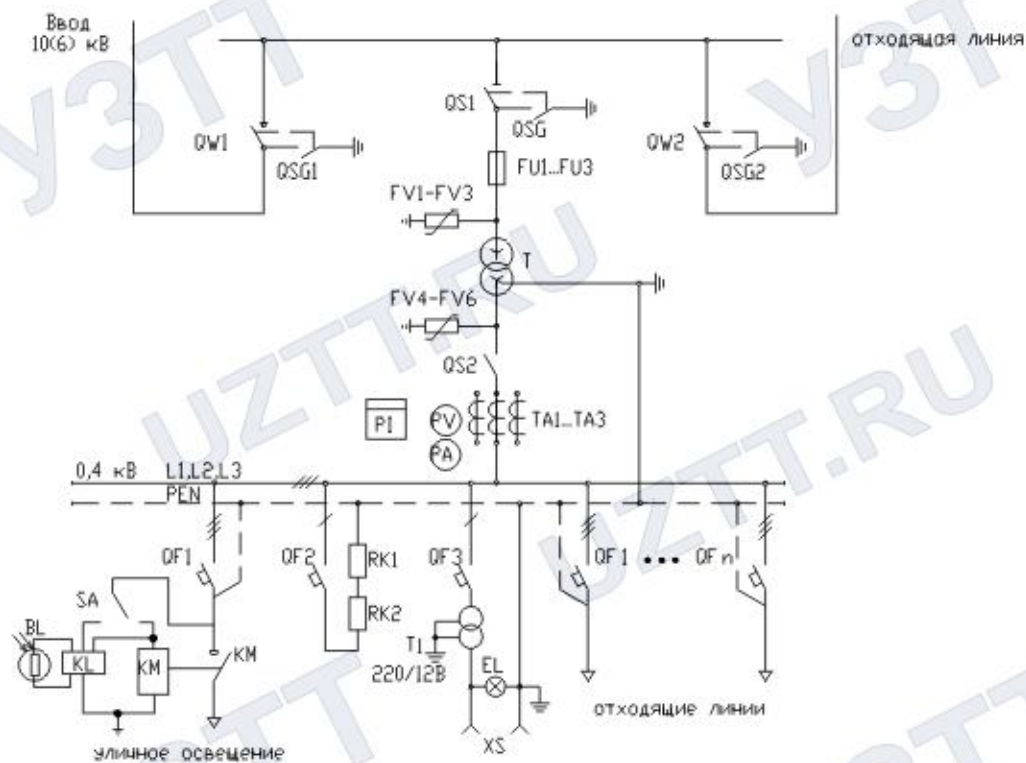 Ввод
10(6) кВ
отходящая линия
QS1
QSG
QW1
QSG1
QW2
QSG2
FU1...FU3
FV1-FV3
T
FV4-FV6
QS2
PI
PV
PA
TA1...TA3
0,4 кВ L1,L2,L3
PEN
QF1
QF2
RK1
RK2
QF3
QF1 ... QFn
SA
BL
KL
KM
KM
T1
220/12В
EL
XS
отходящие линии
уличное освещение
УЗТТ
УЗТТ
UZTT.RU
UZTT.RU